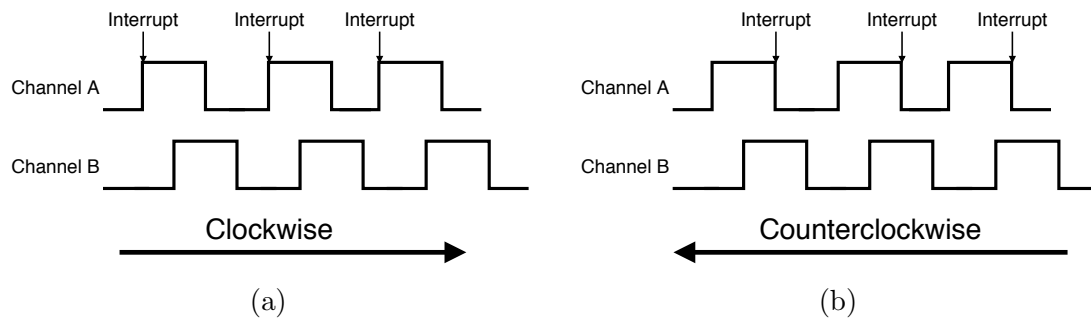 Interrupt Interrupt Interrupt
Channel A
Channel B
Clockwise
(a)
Interrupt Interrupt Interrupt
Channel A
Channel B
Counterclockwise
(b)